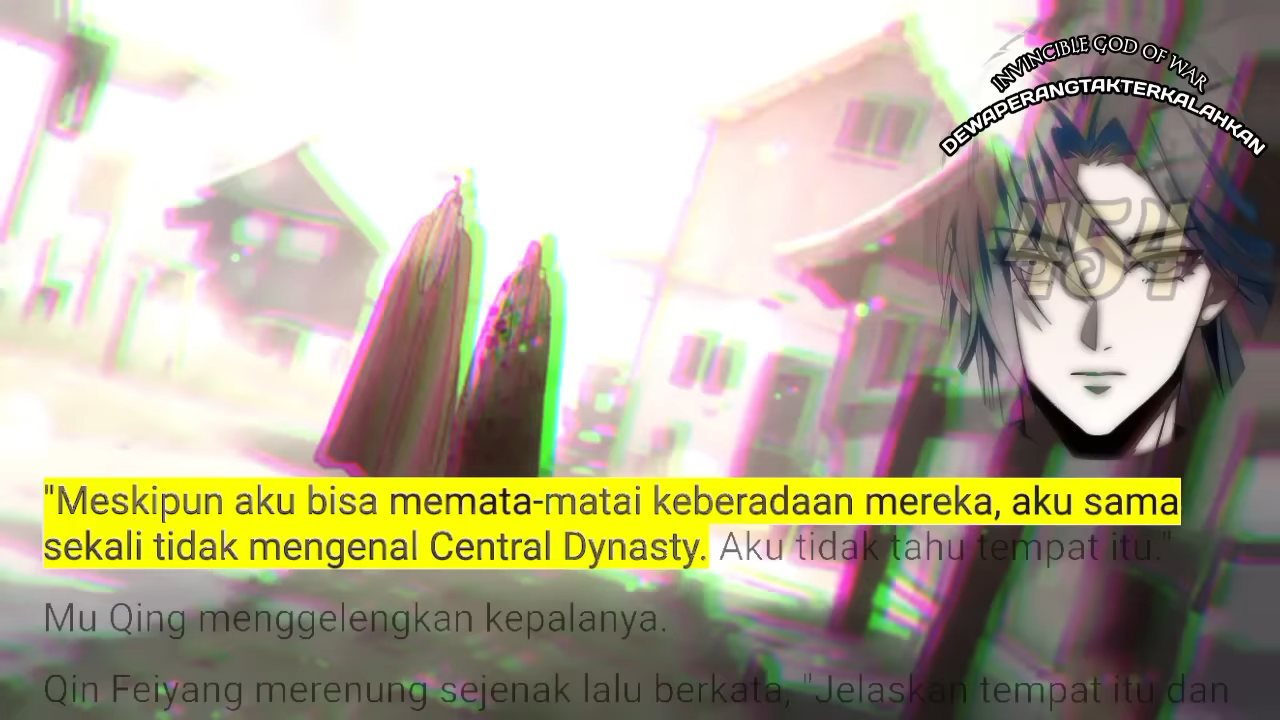 INVINCIBLE GOD OF WAR
DEWAPERANGTAKTERKALAHKAN
454
"Meskipun aku bisa memata-matai keberadaan mereka, aku sama
sekali tidak mengenal Central Dynasty. Aku tidak tahu tempat itu."
Mu Qing menggelengkan kepalanya.
Qin Feiyang merenung sejenak lalu berkata, "Jelaskan tempat itu dan